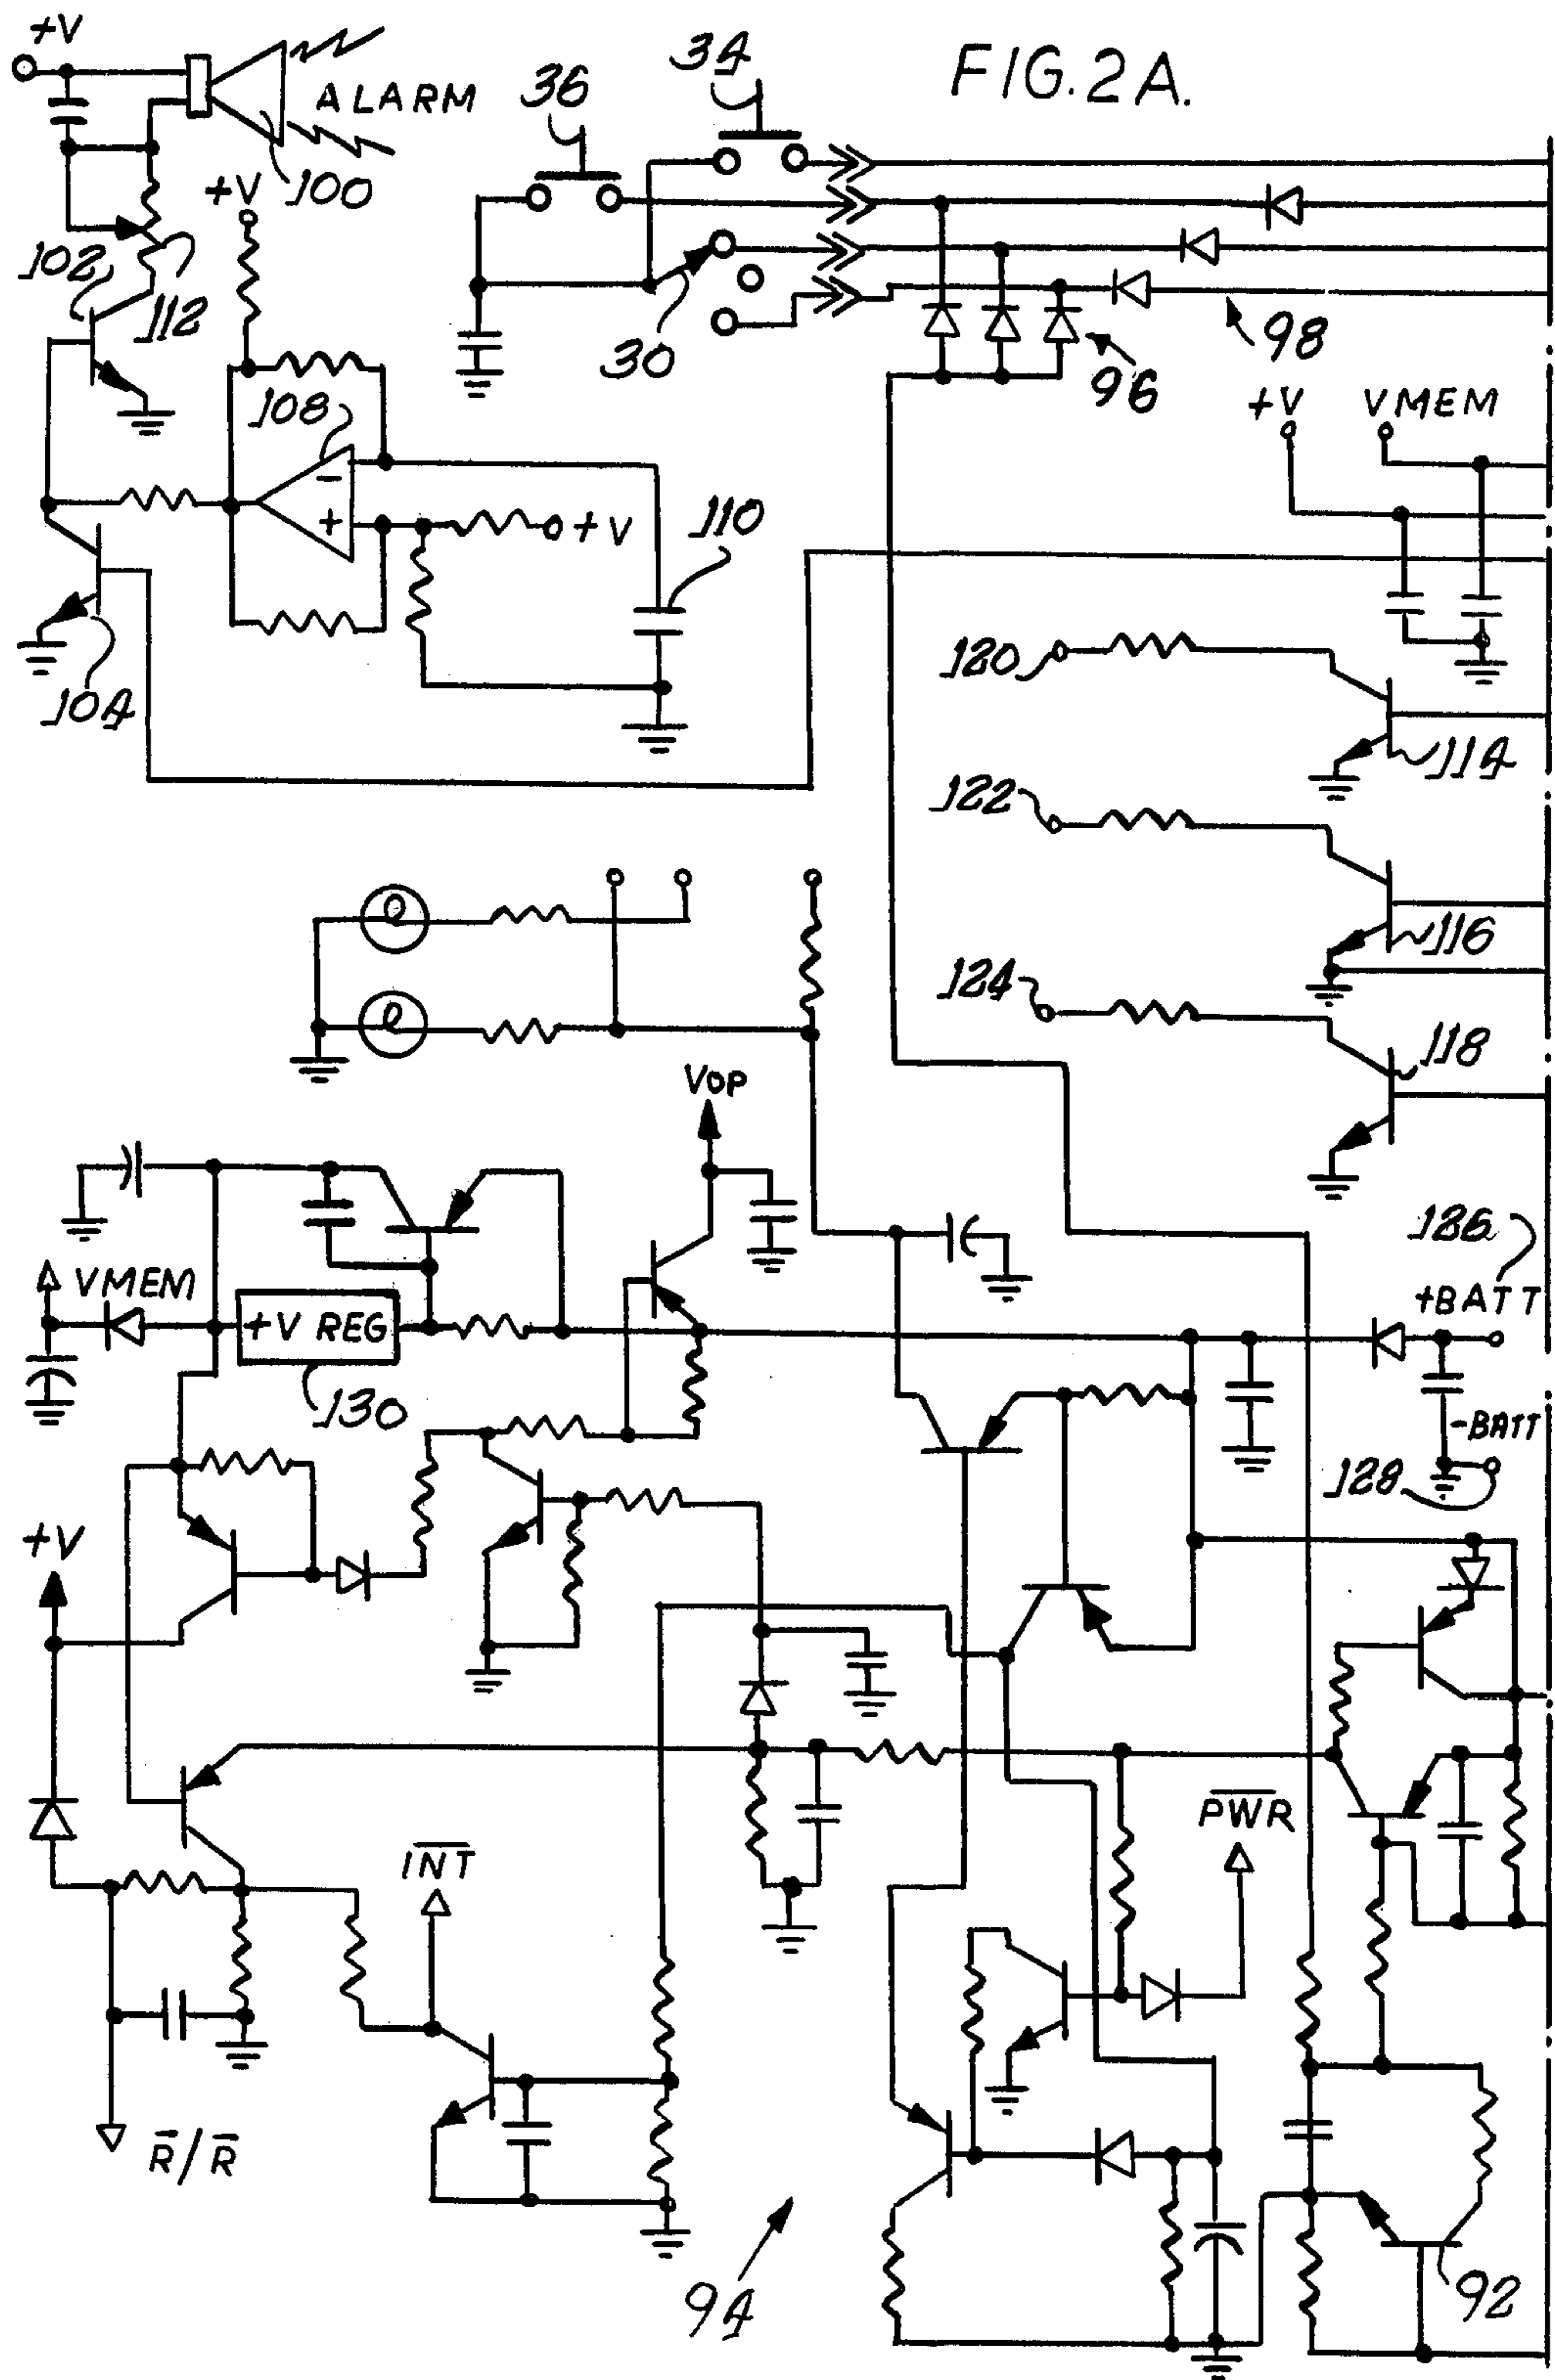 FIG. 2A.
+V
ALARM
100
36
34
+V
102
112
30
98
96
108
+V
VMEM
-
+
+V
110
104
120
114
122
116
124
118
VOP
126
+BATT
VMEM
+V REG
130
-BATT
128
+V
INT
PWR
R/R
94
92